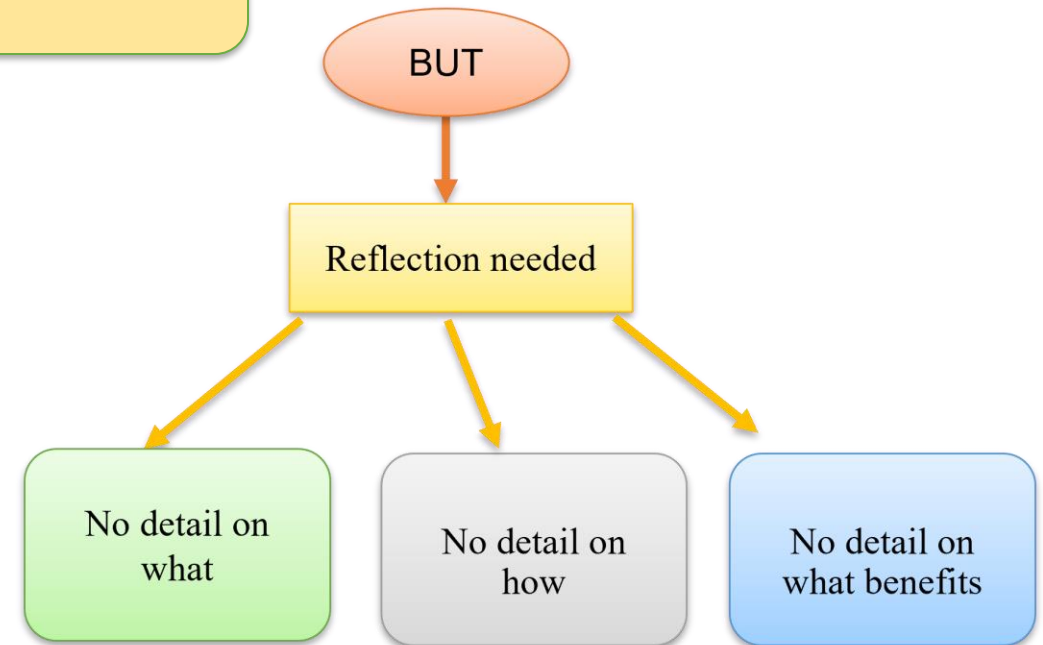 BUT
Reflection needed
No detail on
what
No detail on
how
No detail on
what benefits